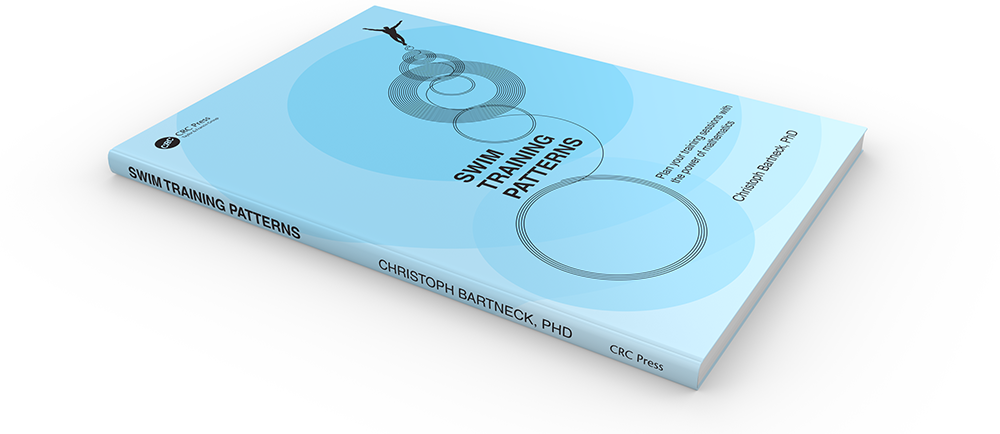 SWIM
TRAINING
PATTERNS
Plan your training sessions with
the power of mathematics
Christoph Bartneck, PhD
CRC
CRC Press
SWIM TRAINING PATTERNS
CHRISTOPH BARTNECK, PHD
CRC Press